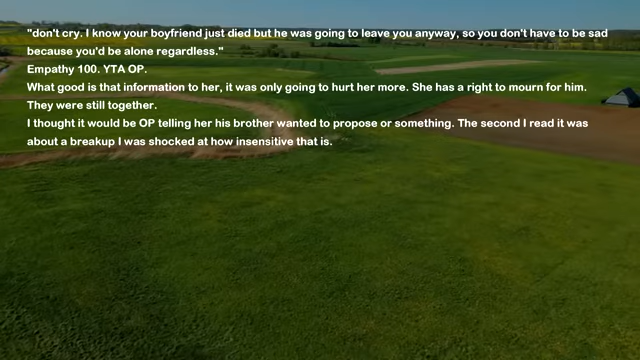 "don't cry. I know your boyfriend just died but he was going to leave you anyway, so you don't have to be sad
because you'd be alone regardless."
Empathy 100. YTA OP.
What good is that information to her, it was only going to hurt her more. She has a right to mourn for him.
They were still together.
I thought it would be OP telling her his brother wanted to propose or something. The second I read it was
about a breakup I was shocked at how insensitive that is.